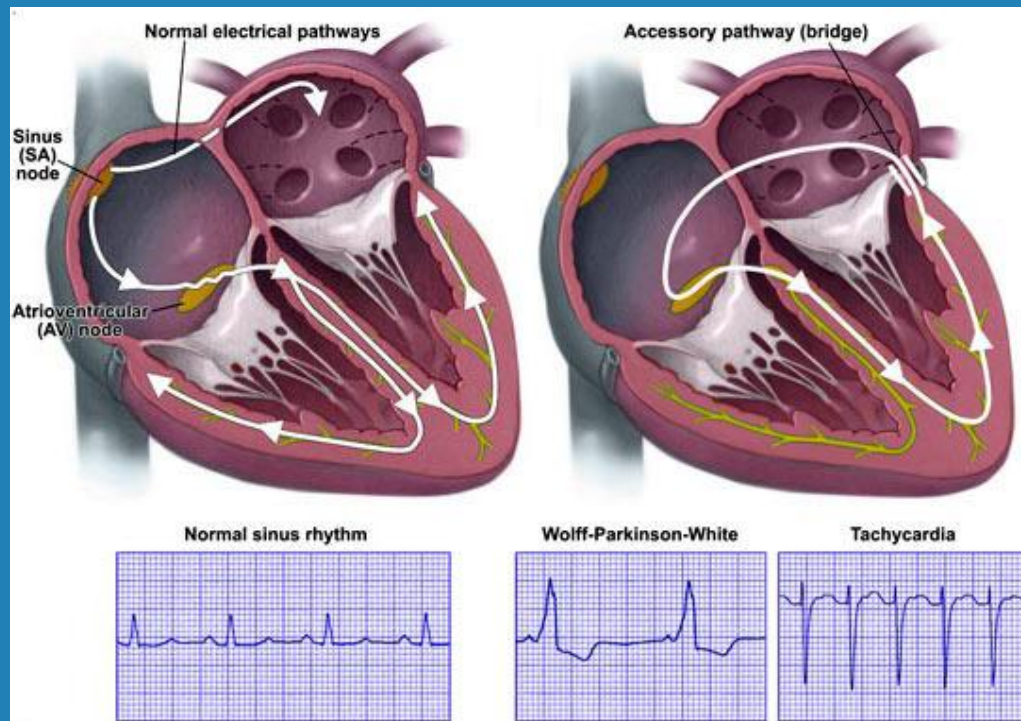 Normal electrical pathways
Accessory pathway (bridge)
Sinus
(SA)
node
Atrioventricular
(AV) node
Normal sinus rhythm
Wolff-Parkinson-White
Tachycardia